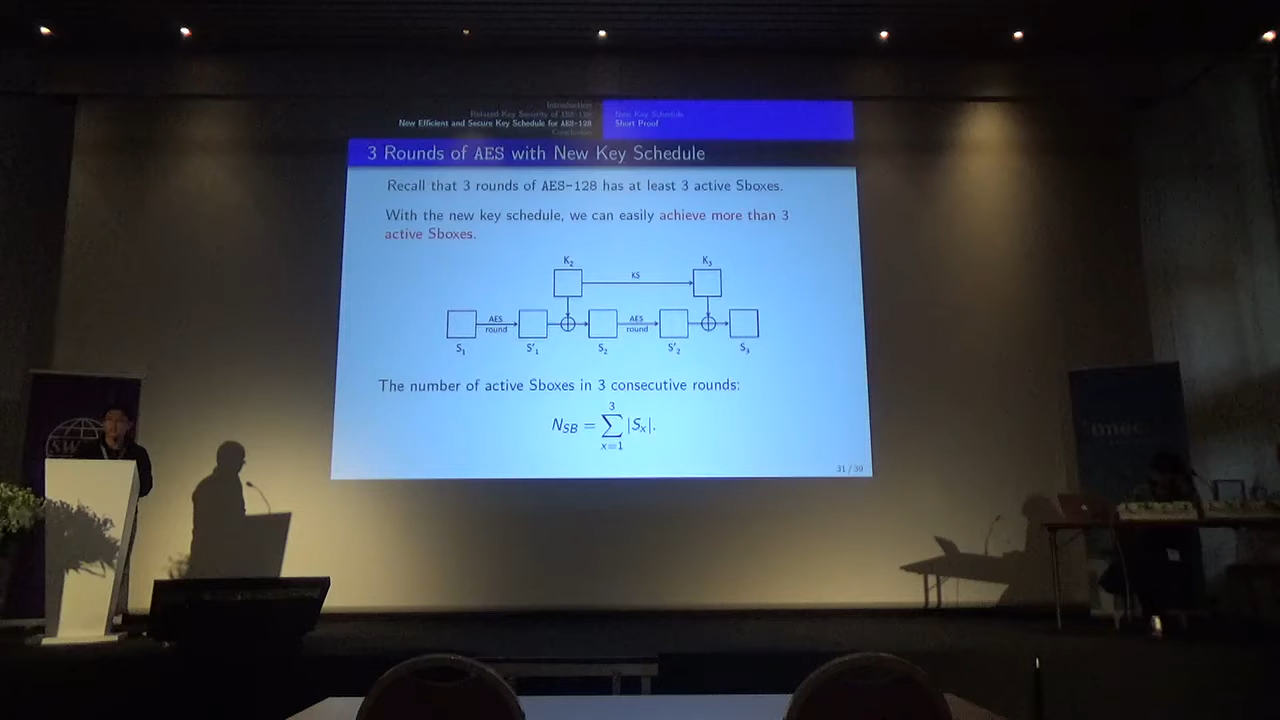 Introduction
Related Key Security of AES-128
New Efficient and Secure Key Schedule for AES-128
Conclusion
New Key Schedule
Short Proof
3 Rounds of AES with New Key Schedule
Recall that 3 rounds of AES-128 has at least 3 active Sboxes.
With the new key schedule, we can easily achieve more than 3
active Sboxes.
K₂ K₃
KS
AES round AES round
S₁ S'₁ S₂ S'₂ S₃
The number of active Sboxes in 3 consecutive rounds:
N_SB = ∑_{x=1}^{3} |Sₓ|.
31 / 39
imec